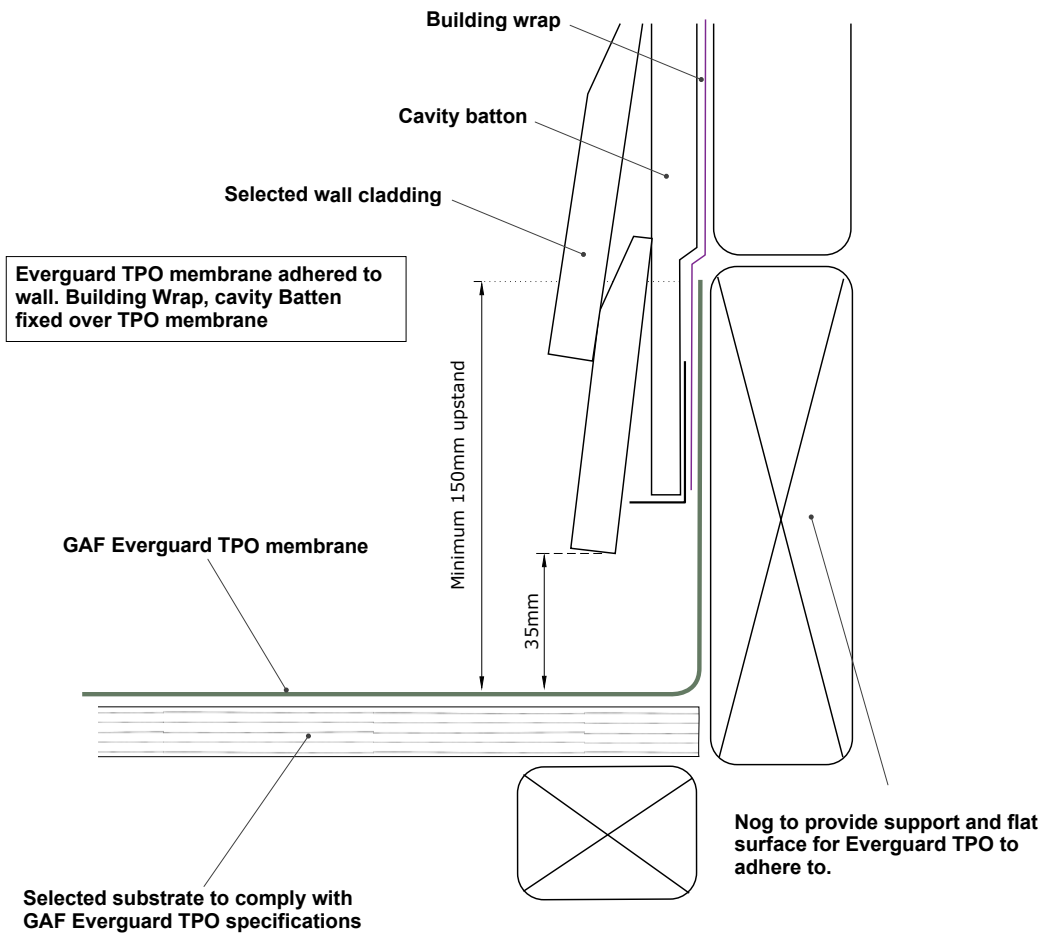 Building wrap
Cavity batton
Selected wall cladding
Everguard TPO membrane adhered to
wall. Building Wrap, cavity Batten
fixed over TPO membrane
Minimum 150mm upstand
35mm
GAF Everguard TPO membrane
Nog to provide support and flat
surface for Everguard TPO to
adhere to.
Selected substrate to comply with
GAF Everguard TPO specifications